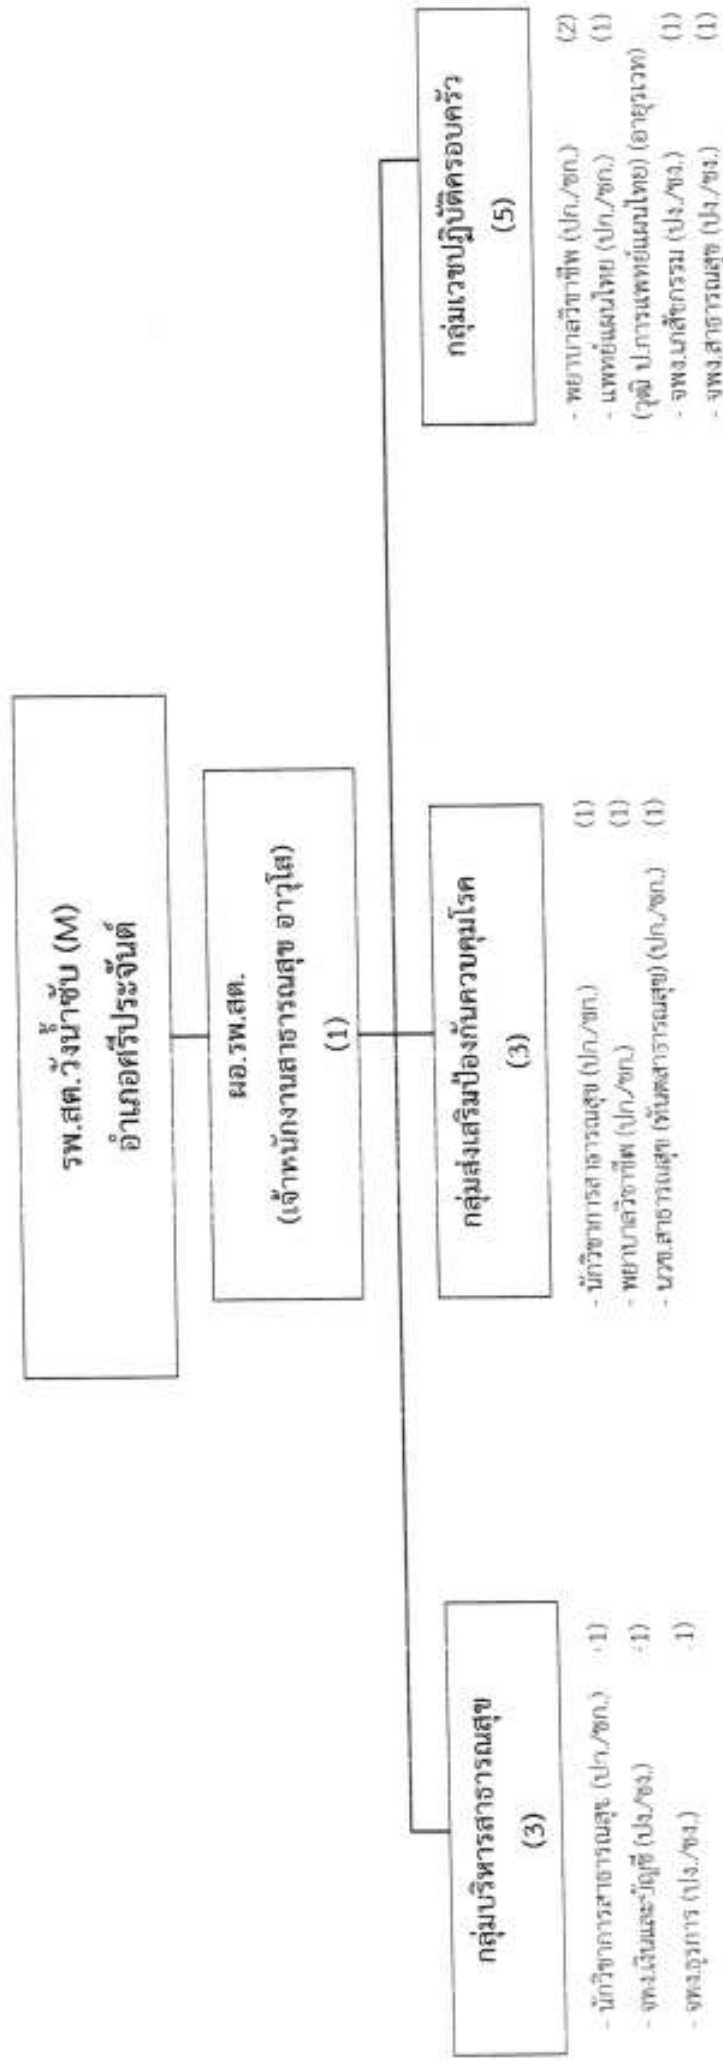 รพ.สต.วังน้ำซับ (M)
อำเภอศรีประจันต์
ผอ.รพ.สต.
(เจ้าพนักงานสาธารณสุข อาวุโส)
(1)
กลุ่มบริหารสาธารณสุข
(3)
- นักวิชาการสาธารณสุข (ปก./ชก.) (1)
- จพง.เงินและบัญชี (ปง./ชง.) (1)
- จพง.ธุรการ (ปง./ชง.) (1)
กลุ่มส่งเสริมป้องกันควบคุมโรค
(3)
- นักวิชาการสาธารณสุข (ปก./ชก.) (1)
- พยาบาลวิชาชีพ (ปก./ชก.) (1)
- นวช.สาธารณสุข (ทันตสาธารณสุข) (ปก./ชก.) (1)
กลุ่มเวชปฏิบัติครอบครัว
(5)
- พยาบาลวิชาชีพ (ปก./ชก.) (2)
- แพทย์แผนไทย (ปก./ชก.) (1)
(วุฒิ ป.การแพทย์แผนไทย) (อายุรเวท)
- จพง.เภสัชกรรม (ปง./ชง.) (1)
- จพง.สาธารณสุข (ปง./ชง.) (1)